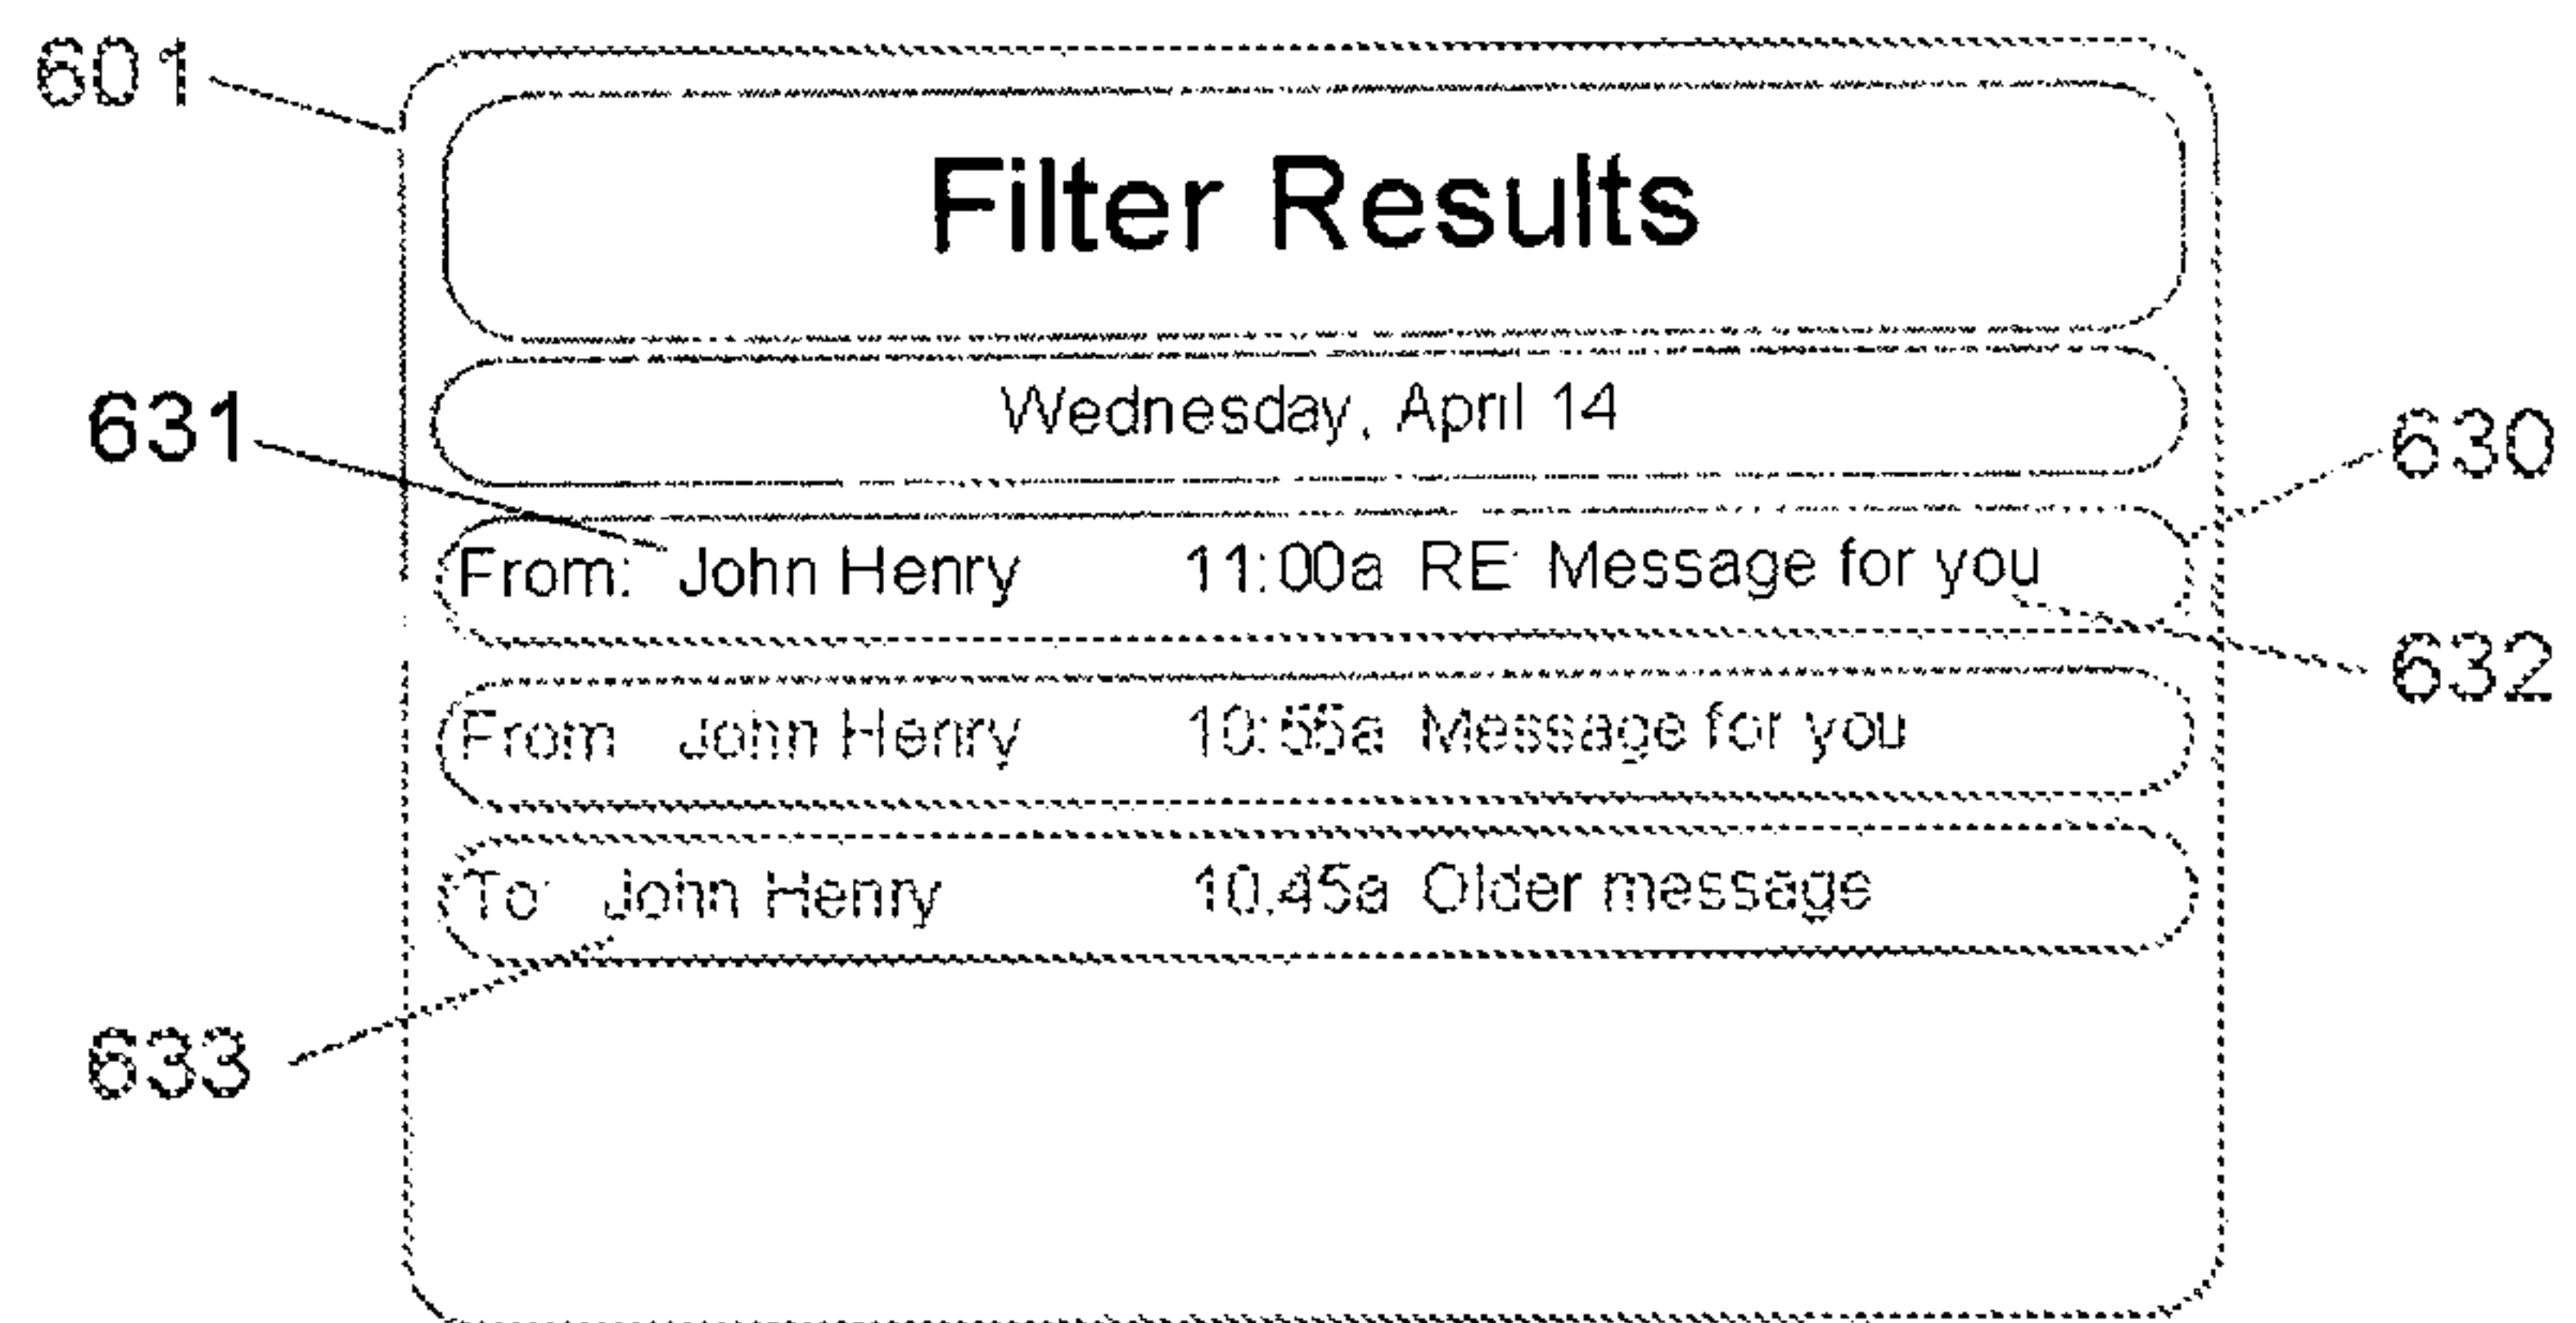 601
Filter Results
Wednesday, April 14
631
630
From: John Henry 11:00a RE: Message for you
632
From John Henry 10:55a Message for you
To: John Henry 10:45a Older message
633